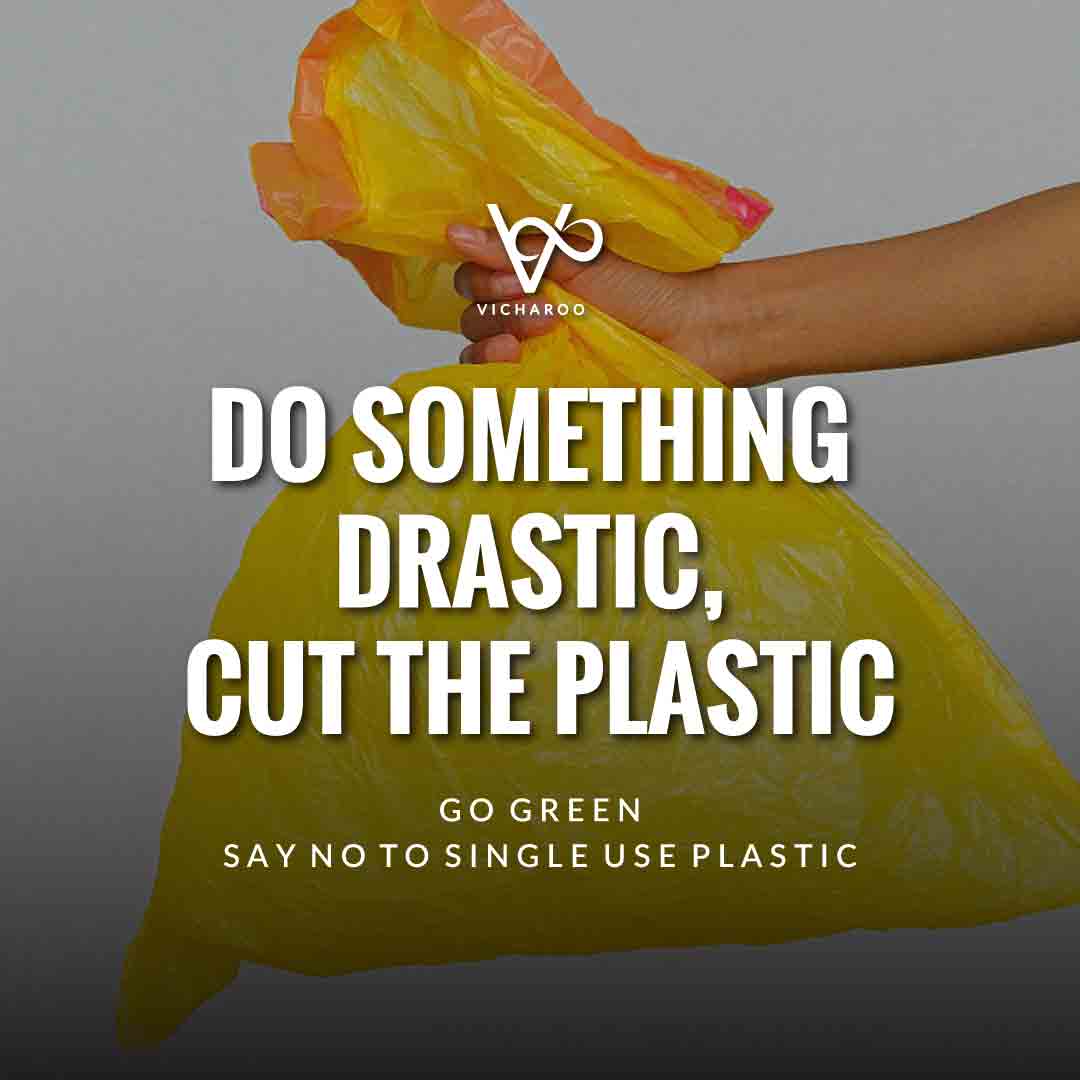 VICHAROO
DO SOMETHING
DRASTIC,
CUT THE PLASTIC
GO GREEN
SAY NO TO SINGLE USE PLASTIC